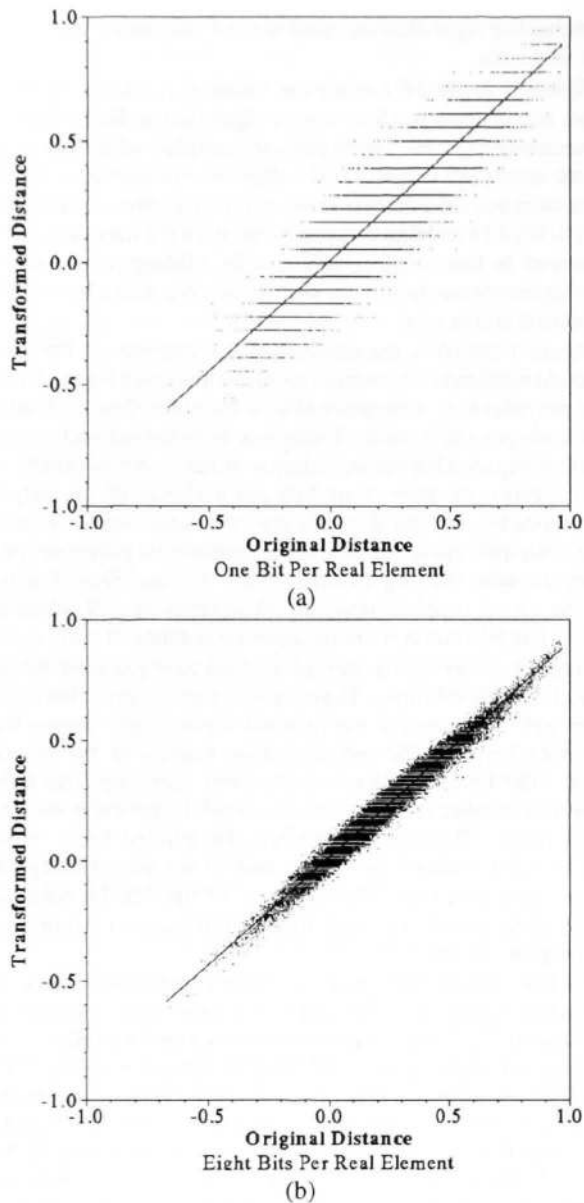 (a)
1.0
0.5
0.0
-0.5
-1.0
Transformed Distance
-1.0 -0.5 0.0 0.5 1.0
Original Distance
One Bit Per Real Element
(a)
1.0
0.5
0.0
-0.5
-1.0
Transformed Distance
-1.0 -0.5 0.0 0.5 1.0
Original Distance
Eight Bits Per Real Element
(b)